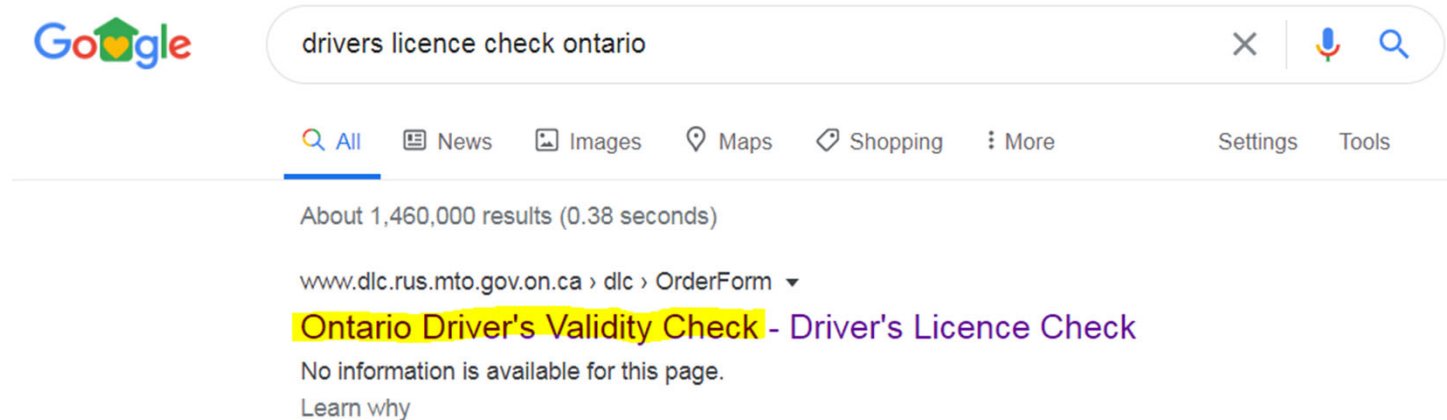 Google
drivers licence check ontario
All News Images Maps Shopping More Settings Tools
About 1,460,000 results (0.38 seconds)
www.dlc.rus.mto.gov.on.ca › dlc › OrderForm
Ontario Driver's Validity Check - Driver's Licence Check
No information is available for this page.
Learn why